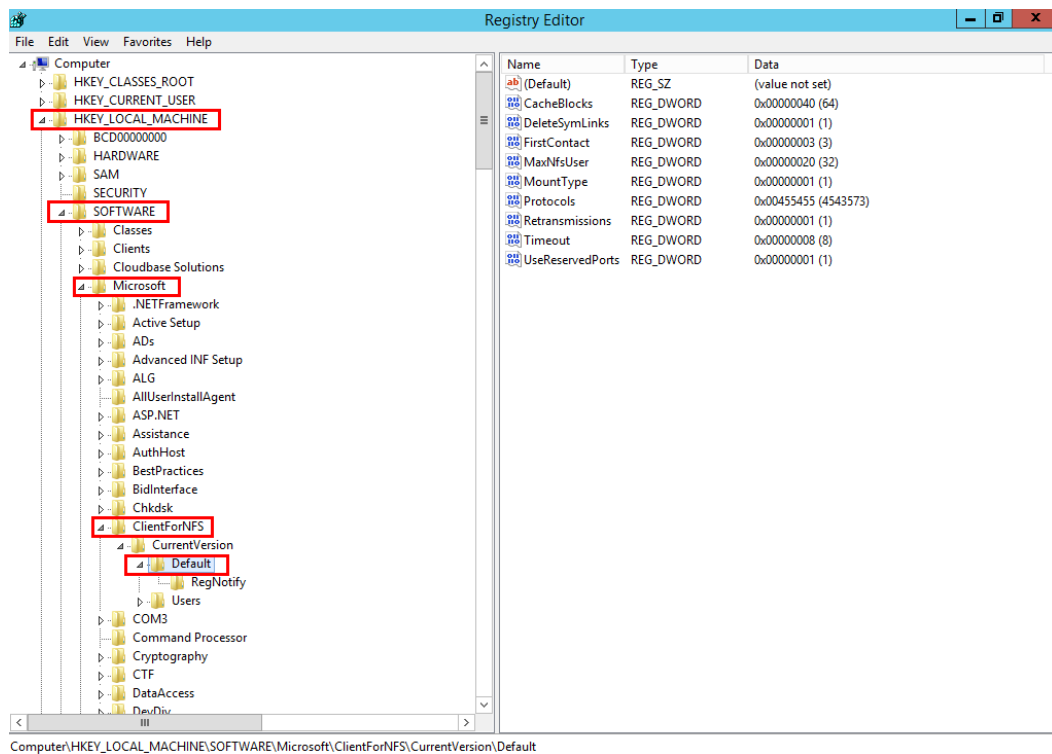 Registry Editor
File Edit View Favorites Help
Computer
HKEY_CLASSES_ROOT
HKEY_CURRENT_USER
HKEY_LOCAL_MACHINE
BCD00000000
HARDWARE
SAM
SECURITY
SOFTWARE
Classes
Clients
Cloudbase Solutions
Microsoft
.NETFramework
Active Setup
ADs
Advanced INF Setup
ALG
AllUserInstallAgent
ASP.NET
Assistance
AuthHost
BestPractices
BidInterface
Chkdsk
ClientForNFS
CurrentVersion
Default
RegNotify
Users
COM3
Command Processor
Cryptography
CTF
DataAccess
DevDiv
Name Type Data
(Default) REG_SZ (value not set)
CacheBlocks REG_DWORD 0x00000040 (64)
DeleteSymLinks REG_DWORD 0x00000001 (1)
FirstContact REG_DWORD 0x00000003 (3)
MaxNfsUser REG_DWORD 0x00000020 (32)
MountType REG_DWORD 0x00000001 (1)
Protocols REG_DWORD 0x00455455 (4543573)
Retransmissions REG_DWORD 0x00000001 (1)
Timeout REG_DWORD 0x00000008 (8)
UseReservedPorts REG_DWORD 0x00000001 (1)
Computer\HKEY_LOCAL_MACHINE\SOFTWARE\Microsoft\ClientForNFS\CurrentVersion\Default